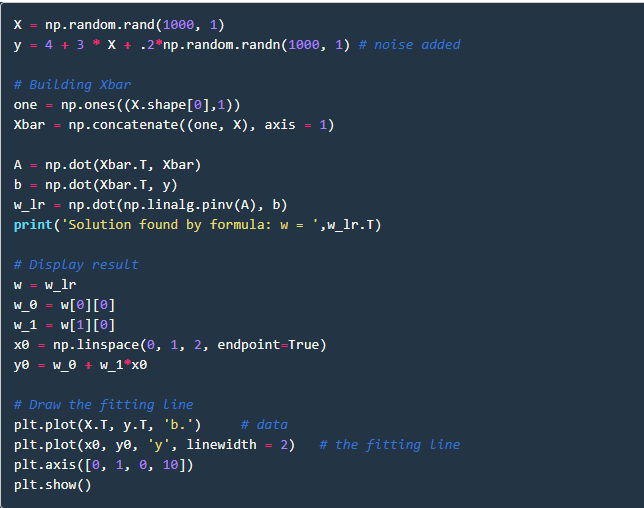 X = np.random.rand(1000, 1)
y = 4 + 3 * X + .2*np.random.randn(1000, 1) # noise added
# Building Xbar
one = np.ones((X.shape[0],1))
Xbar = np.concatenate((one, X), axis = 1)
A = np.dot(Xbar.T, Xbar)
b = np.dot(Xbar.T, y)
w_lr = np.dot(np.linalg.pinv(A), b)
print('Solution found by formula: w = ',w_lr.T)
# Display result
w = w_lr
w_0 = w[0][0]
w_1 = w[1][0]
x0 = np.linspace(0, 1, 2, endpoint=True)
y0 = w_0 + w_1*x0
# Draw the fitting line
plt.plot(X.T, y.T, 'b.')     # data
plt.plot(x0, y0, 'y', linewidth = 2)   # the fitting line
plt.axis([0, 1, 0, 10])
plt.show()